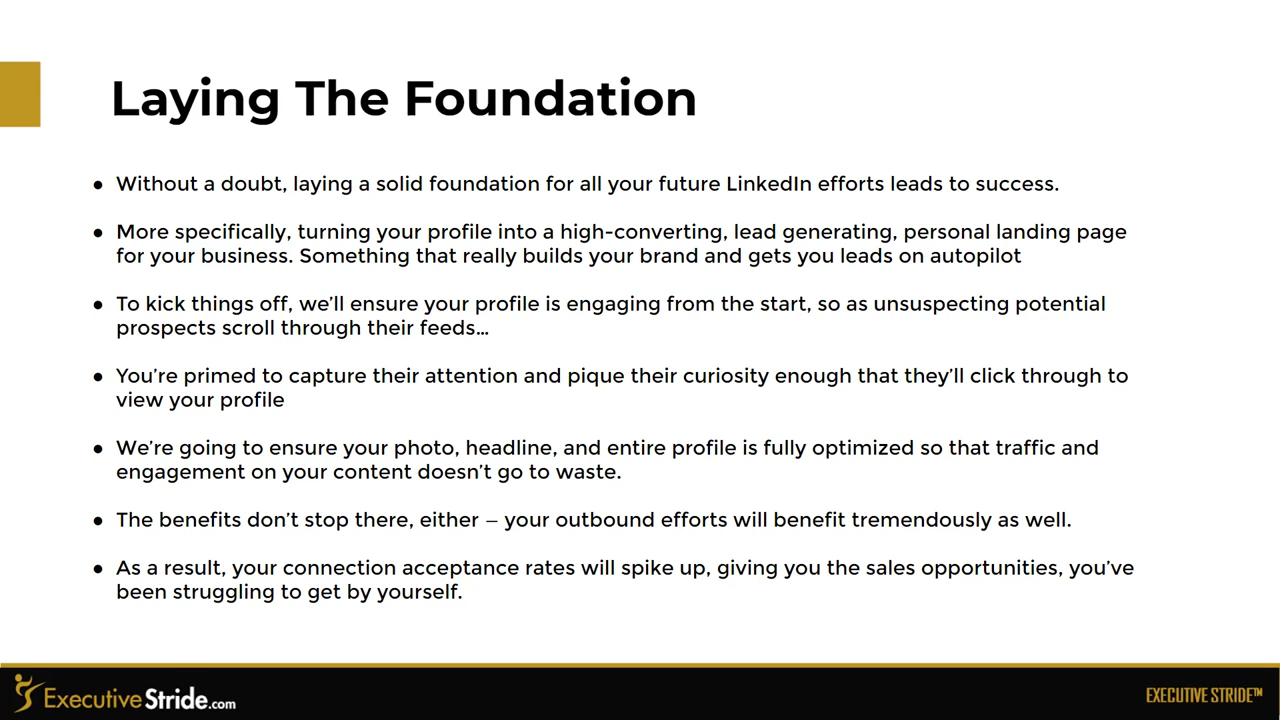 Laying The Foundation
● Without a doubt, laying a solid foundation for all your future LinkedIn efforts leads to success.
● More specifically, turning your profile into a high-converting, lead generating, personal landing page
for your business. Something that really builds your brand and gets you leads on autopilot
● To kick things off, we’ll ensure your profile is engaging from the start, so as unsuspecting potential
prospects scroll through their feeds…
● You’re primed to capture their attention and pique their curiosity enough that they’ll click through to
view your profile
● We’re going to ensure your photo, headline, and entire profile is fully optimized so that traffic and
engagement on your content doesn’t go to waste.
● The benefits don’t stop there, either – your outbound efforts will benefit tremendously as well.
● As a result, your connection acceptance rates will spike up, giving you the sales opportunities, you’ve
been struggling to get by yourself.
ExecutiveStride.com
EXECUTIVE STRIDE™